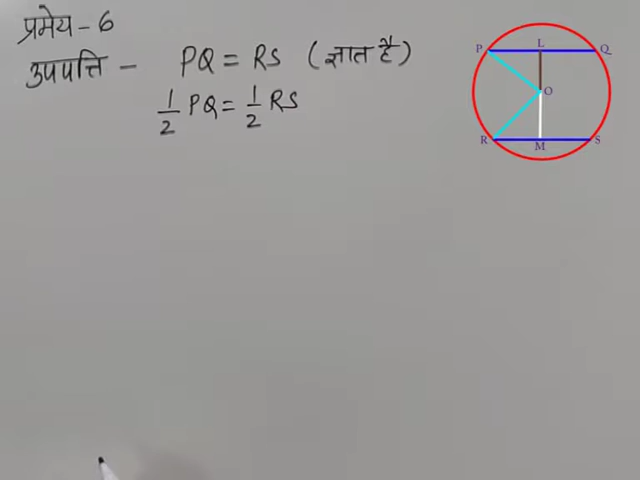 प्रमेय - 6
उपपत्ति - PQ = RS (ज्ञात है)
1/2 PQ = 1/2 RS
P L Q
O
R M S